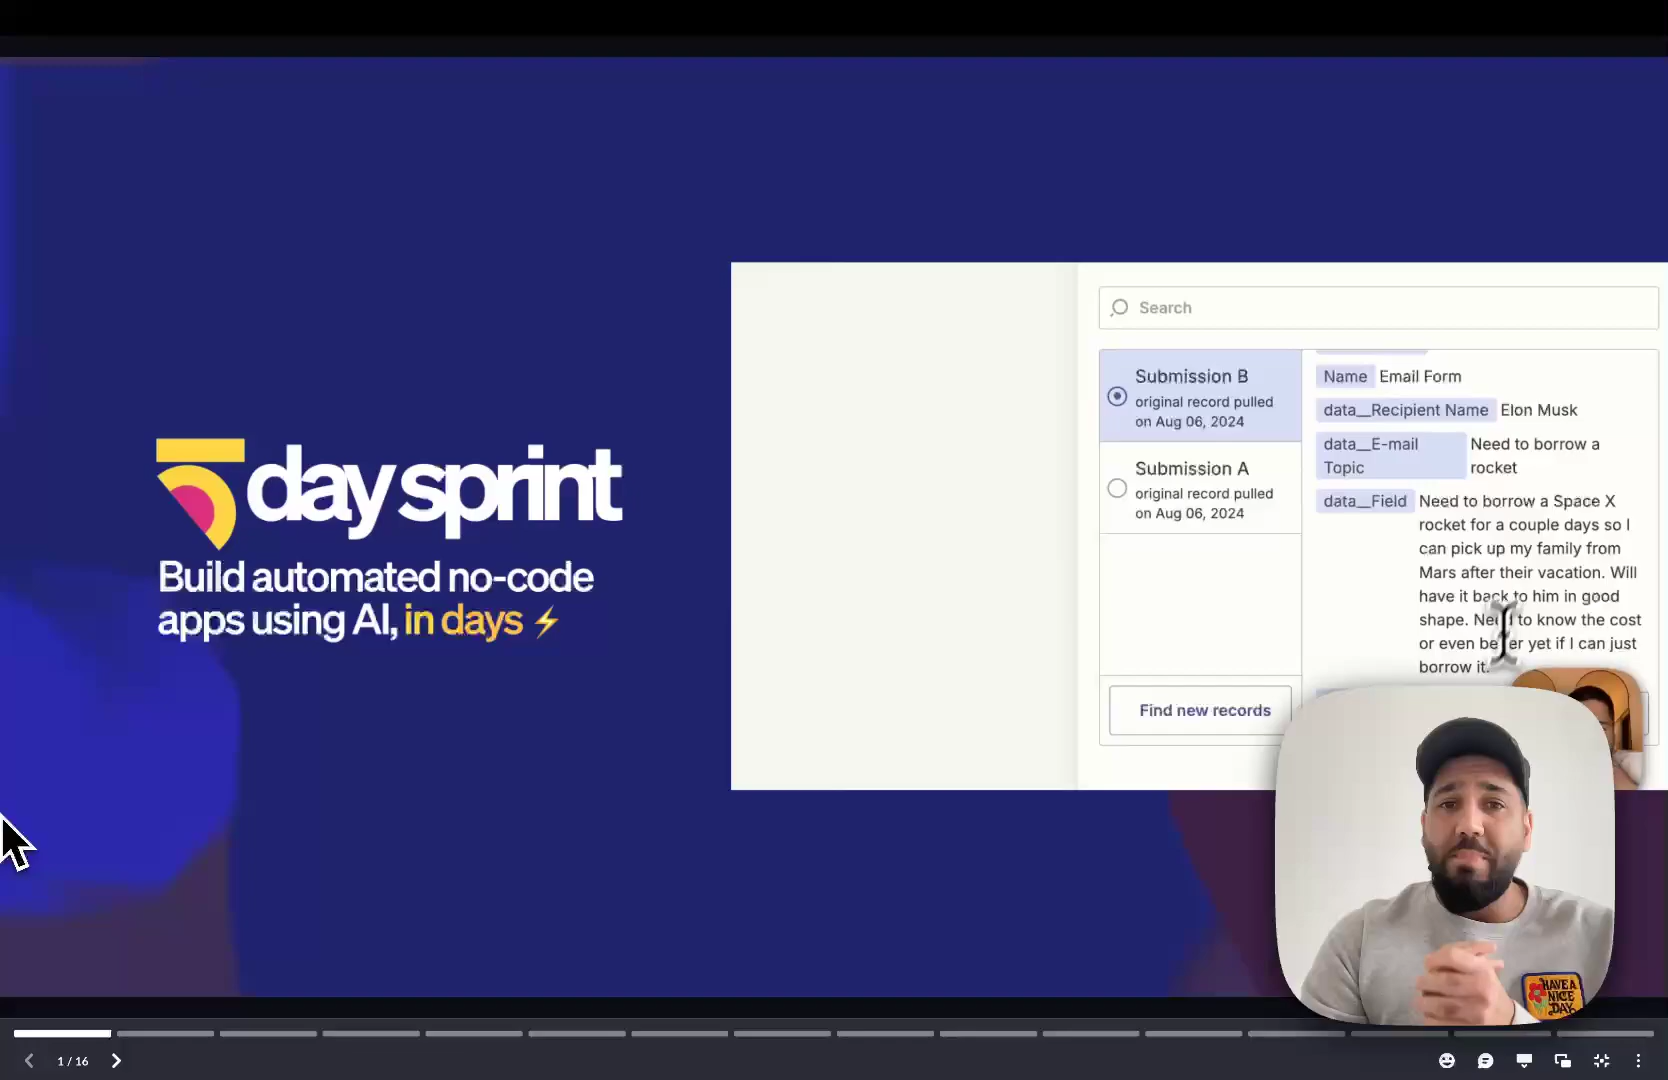 5 day sprint
Build automated no-code
apps using AI, in days ⚡
Search
Submission B
original record pulled
on Aug 06, 2024
Submission A
original record pulled
on Aug 06, 2024
Find new records
Name Email Form
data__Recipient Name Elon Musk
data__E-mail Topic Need to borrow a
rocket
data__Field Need to borrow a Space X
rocket for a couple days so I
can pick up my family from
Mars after their vacation. Will
have it back to him in good
shape. Need to know the cost
or even better yet if I can just
borrow it.
HAVE A
NICE
DAY
1 / 16